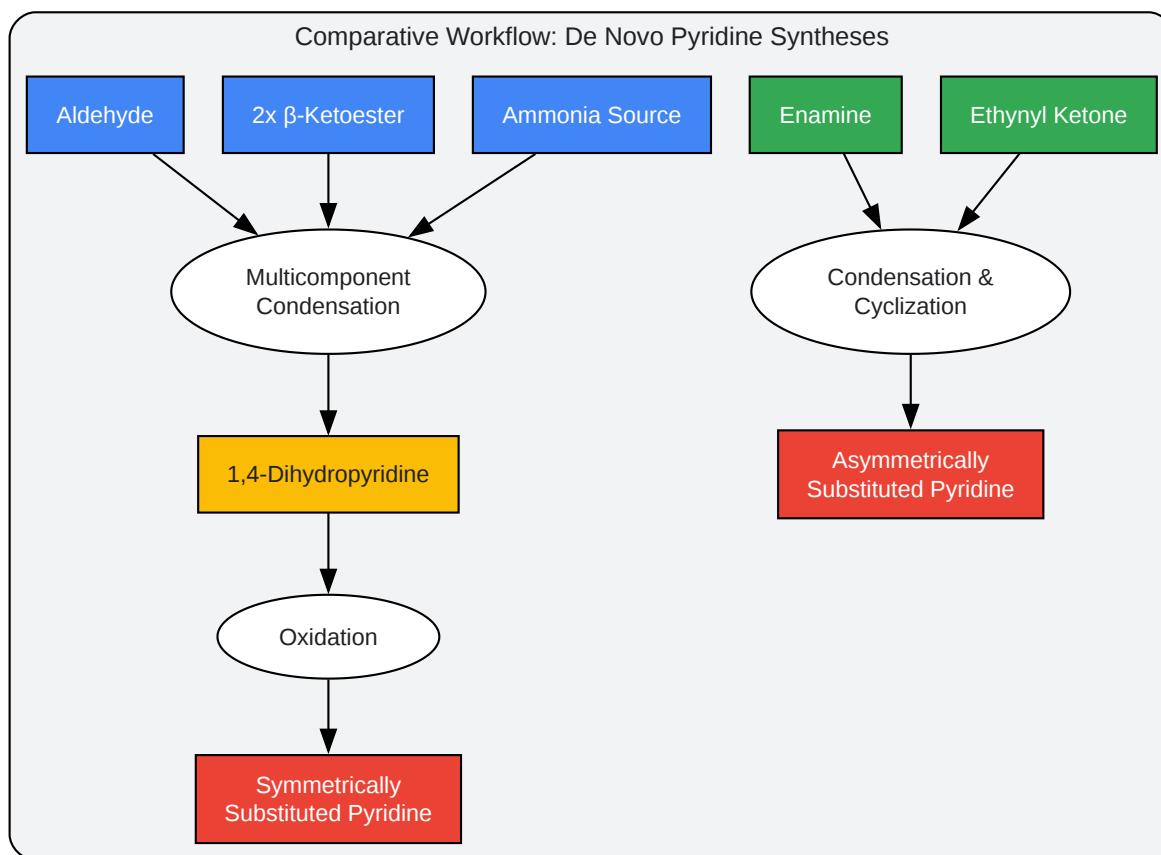 Comparative Workflow: De Novo Pyridine Syntheses
Aldehyde
2x β-Ketoester
Ammonia Source
Enamine
Ethynyl Ketone
Multicomponent
Condensation
Condensation &
Cyclization
1,4-Dihydropyridine
Asymmetrically
Substituted Pyridine
Oxidation
Symmetrically
Substituted Pyridine